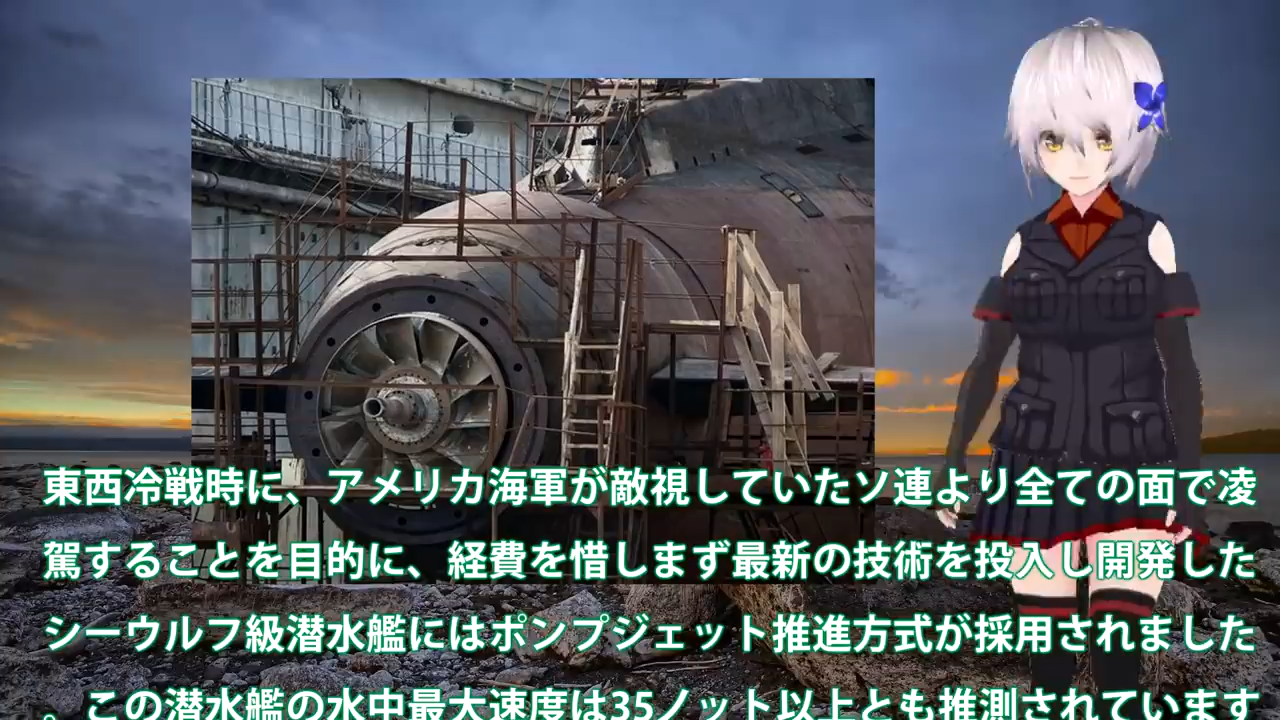 東西冷戦時に、アメリカ海軍が敵視していたソ連より全ての面で凌
駕することを目的に、経費を惜しまず最新の技術を投入し開発した
シーウルフ級潜水艦にはポンプジェット推進方式が採用されました
。この潜水艦の水中最大速度は35ノット以上とも推測されています